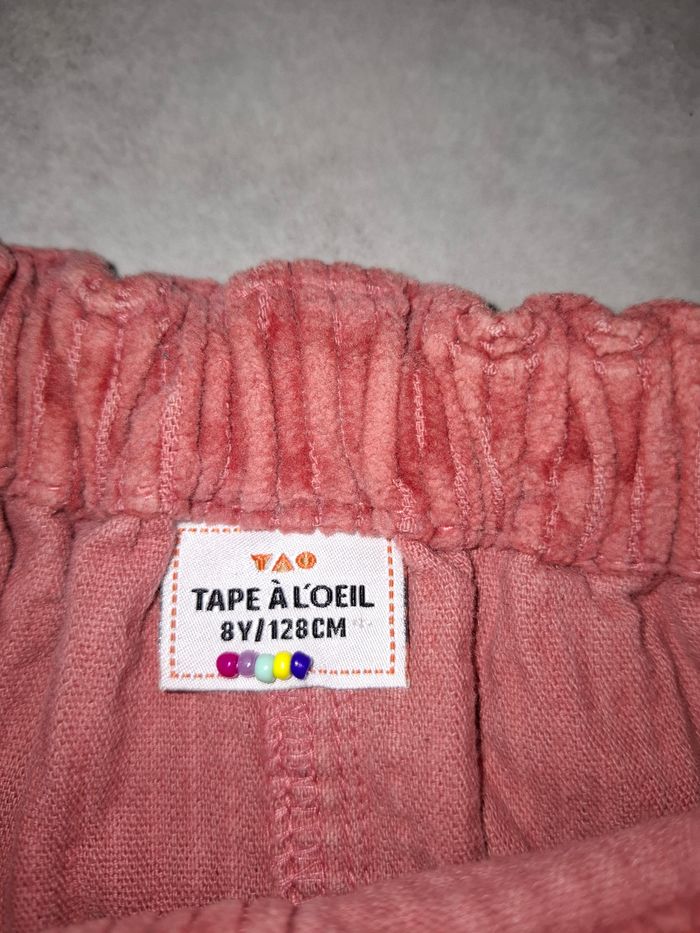 TAO
TAPE À L'OEIL
8Y/128CM